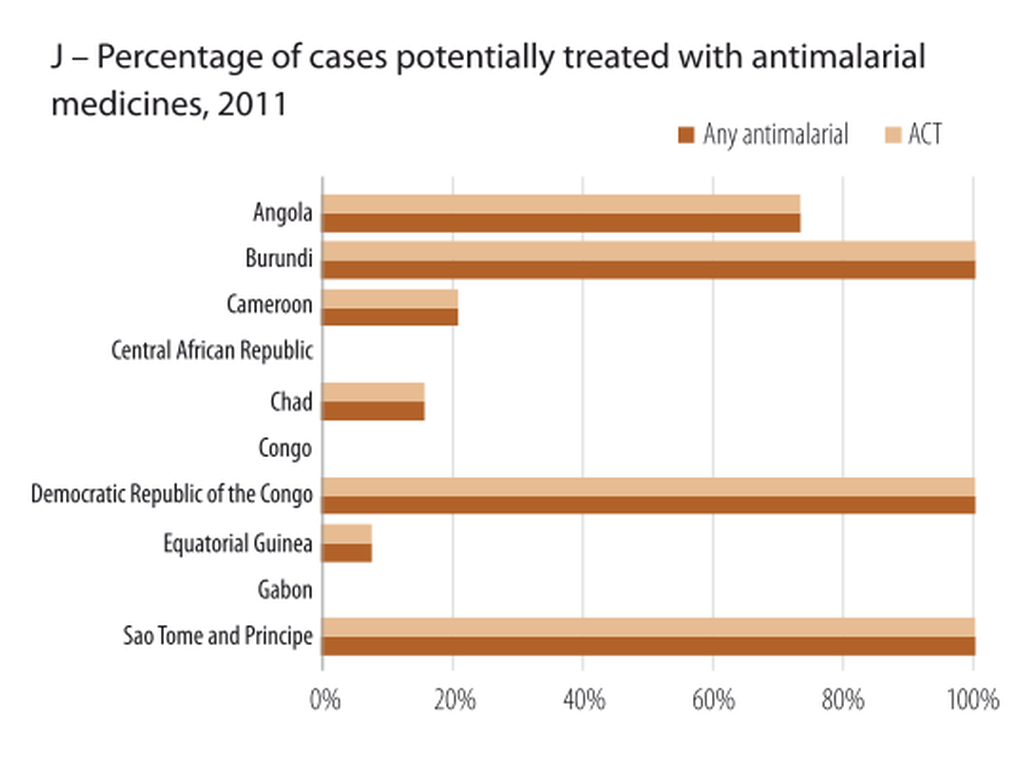 J – Percentage of cases potentially treated with antimalarial
medicines, 2011
Any antimalarial ACT
Angola
Burundi
Cameroon
Central African Republic
Chad
Congo
Democratic Republic of the Congo
Equatorial Guinea
Gabon
Sao Tome and Principe
0% 20% 40% 60% 80% 100%